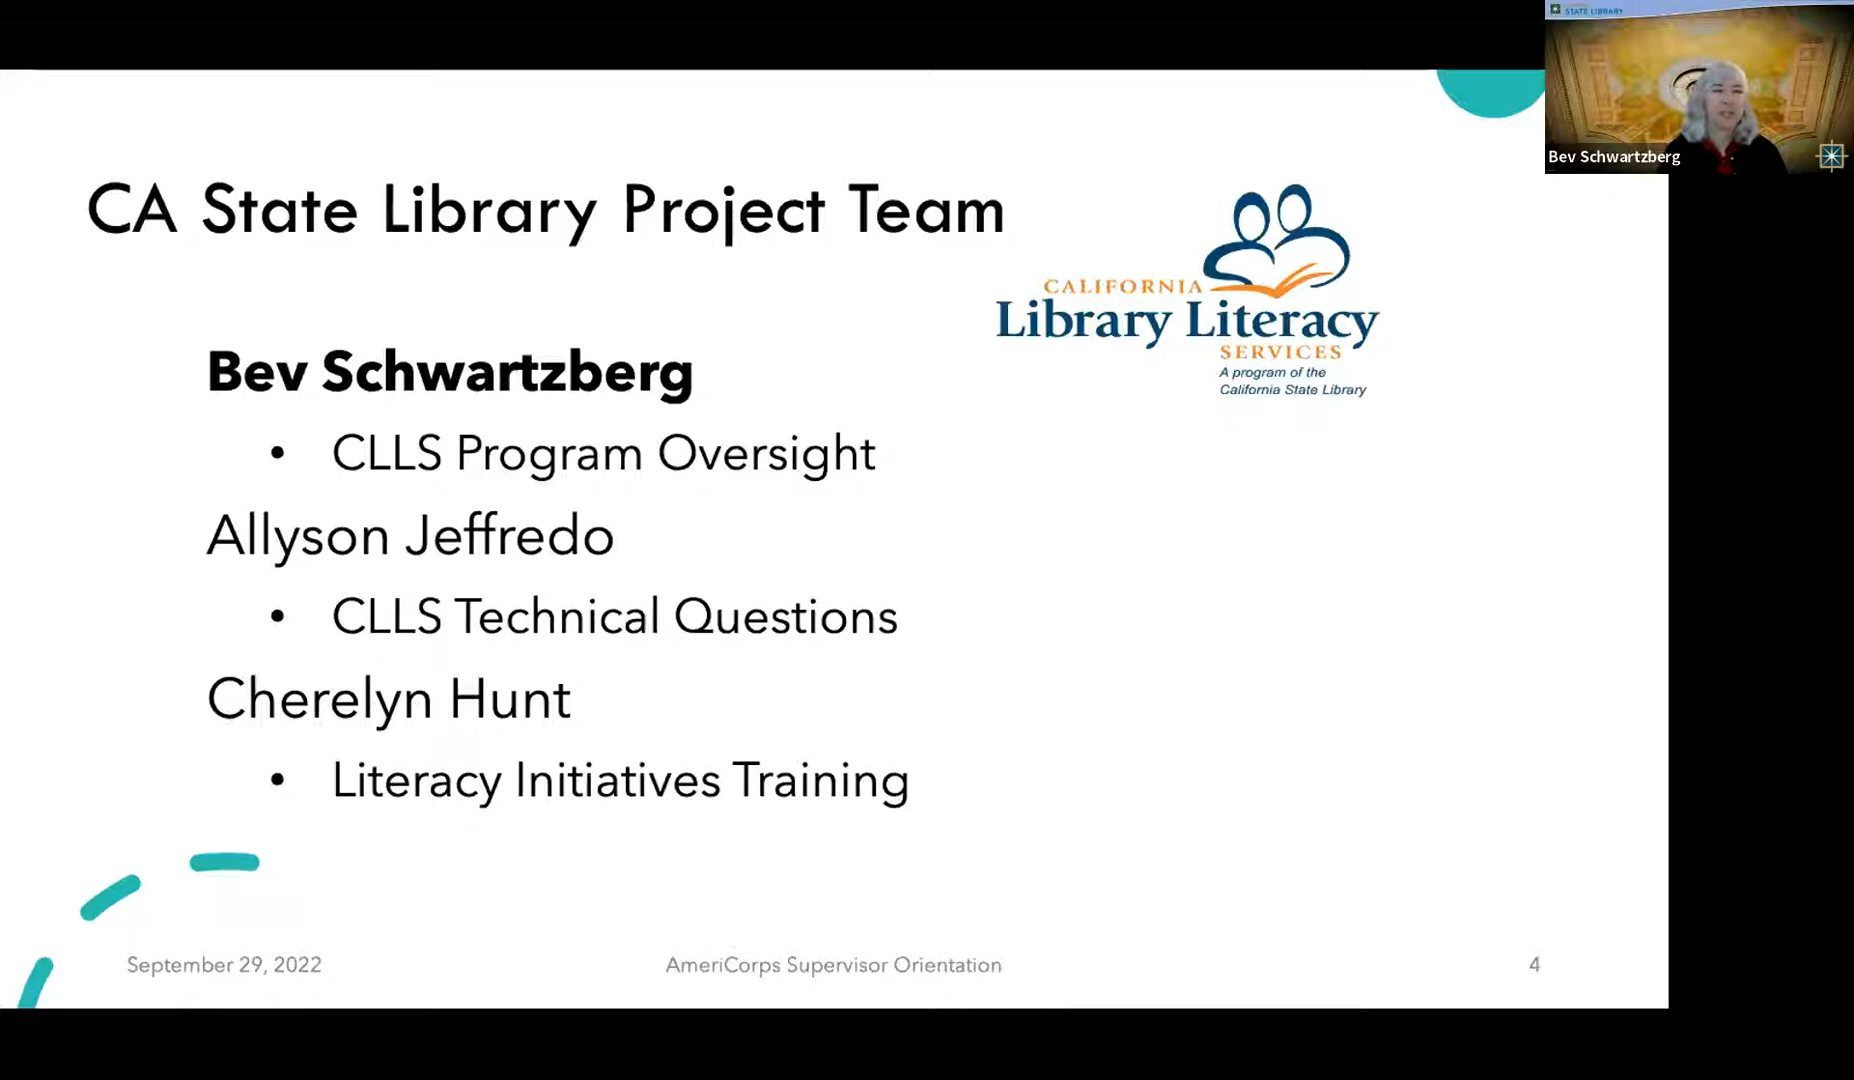 STATE LIBRARY
Bev Schwartzberg
CA State Library Project Team
CALIFORNIA
Library Literacy
SERVICES
A program of the
California State Library
Bev Schwartzberg
• CLLS Program Oversight
Allyson Jeffredo
• CLLS Technical Questions
Cherelyn Hunt
• Literacy Initiatives Training
September 29, 2022
AmeriCorps Supervisor Orientation
4